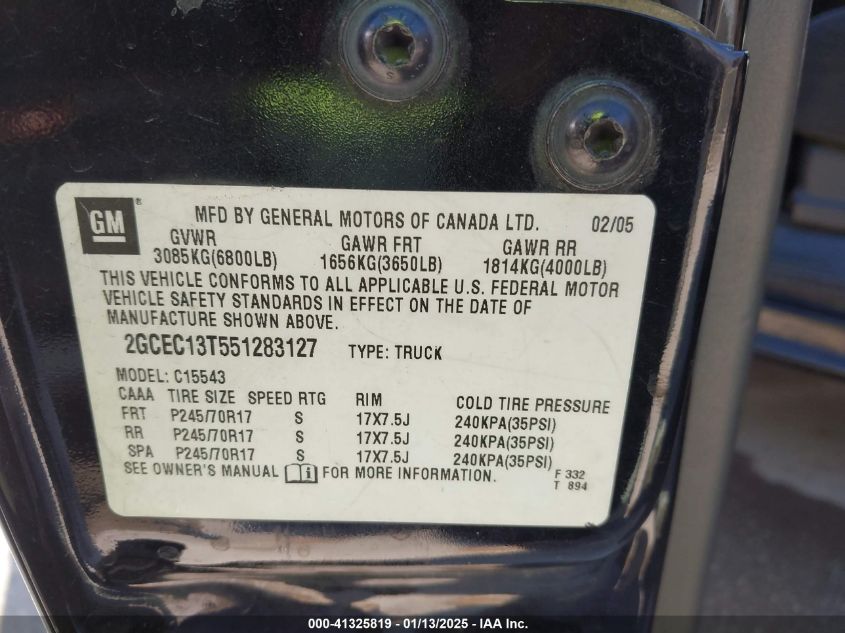 GM
MFD BY GENERAL MOTORS OF CANADA LTD. 02/05
GVWR GAWR FRT GAWR RR
3085KG(6800LB) 1656KG(3650LB) 1814KG(4000LB)
THIS VEHICLE CONFORMS TO ALL APPLICABLE U.S. FEDERAL MOTOR
VEHICLE SAFETY STANDARDS IN EFFECT ON THE DATE OF
MANUFACTURE SHOWN ABOVE.
2GCEC13T551283127 TYPE: TRUCK
MODEL: C15543
CAAA TIRE SIZE SPEED RTG RIM COLD TIRE PRESSURE
FRT P245/70R17 S 17X7.5J 240KPA(35PSI)
RR P245/70R17 S 17X7.5J 240KPA(35PSI)
SPA P245/70R17 S 17X7.5J 240KPA(35PSI)
SEE OWNER'S MANUAL FOR MORE INFORMATION. F 332
T 894
000-41325819 - 01/13/2025 - IAA Inc.